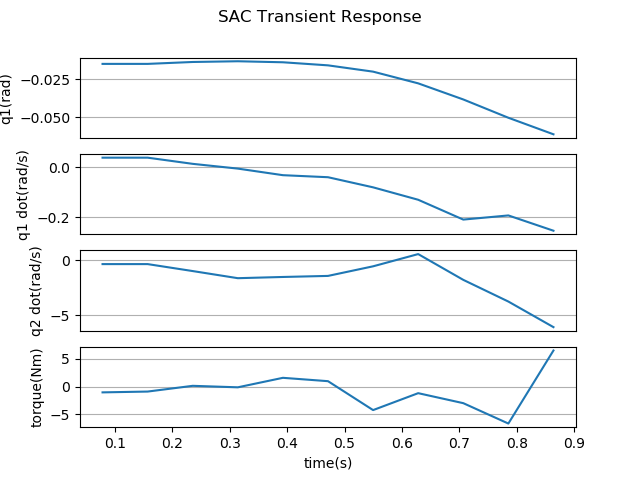 SAC Transient Response
q1(rad)
−0.025
−0.050
q1 dot(rad/s)
0.0
−0.2
q2 dot(rad/s)
0
−5
torque(Nm)
5
0
−5
0.1 0.2 0.3 0.4 0.5 0.6 0.7 0.8 0.9
time(s)